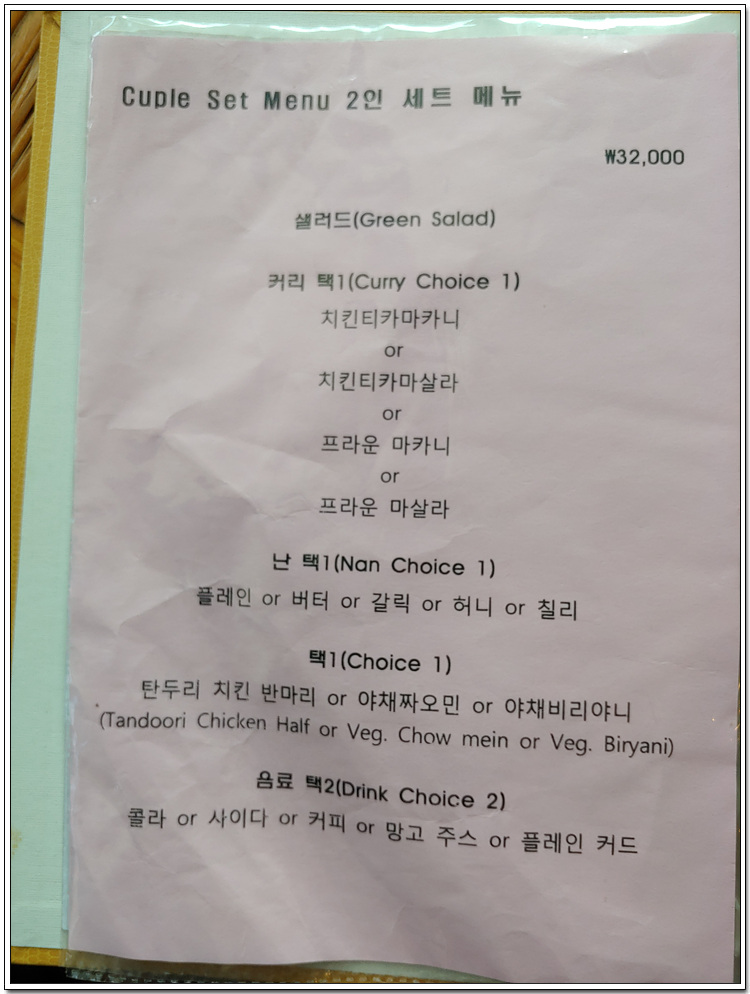 Cuple Set Menu 2인 세트 메뉴
₩32,000
샐러드(Green Salad)
커리 택1(Curry Choice 1)
치킨티카마카니
or
치킨티카마살라
or
프라운 마카니
or
프라운 마살라
난 택1(Nan Choice 1)
플레인 or 버터 or 갈릭 or 허니 or 칠리
택1(Choice 1)
탄두리 치킨 반마리 or 야채짜오민 or 야채비리야니
(Tandoori Chicken Half or Veg. Chow mein or Veg. Biryani)
음료 택2(Drink Choice 2)
콜라 or 사이다 or 커피 or 망고 주스 or 플레인 커드